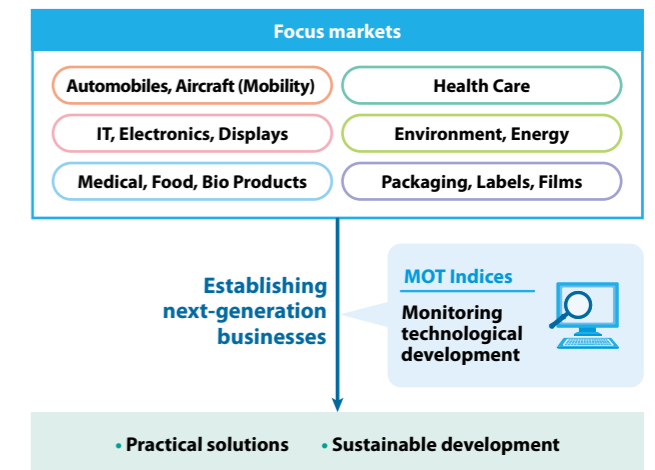 Focus markets
Automobiles, Aircraft (Mobility)
Health Care
IT, Electronics, Displays
Environment, Energy
Medical, Food, Bio Products
Packaging, Labels, Films
Establishing
next-generation
businesses
MOT Indices
Monitoring
technological
development
• Practical solutions
• Sustainable development